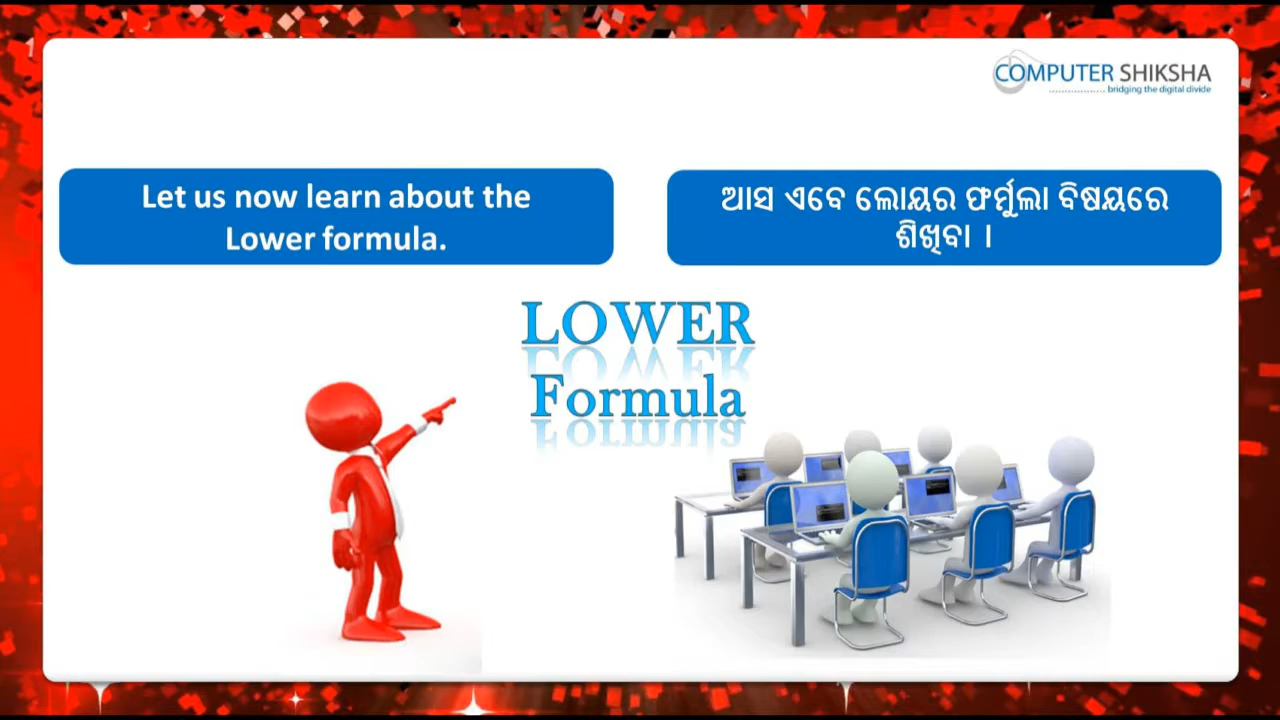 COMPUTER SHIKSHA
bridging the digital divide
Let us now learn about the
Lower formula.
ଆସ ଏବେ ଲୋୟର ଫର୍ମୁଲା ବିଷୟରେ
ଶିଖିବା ।
LOWER
Formula